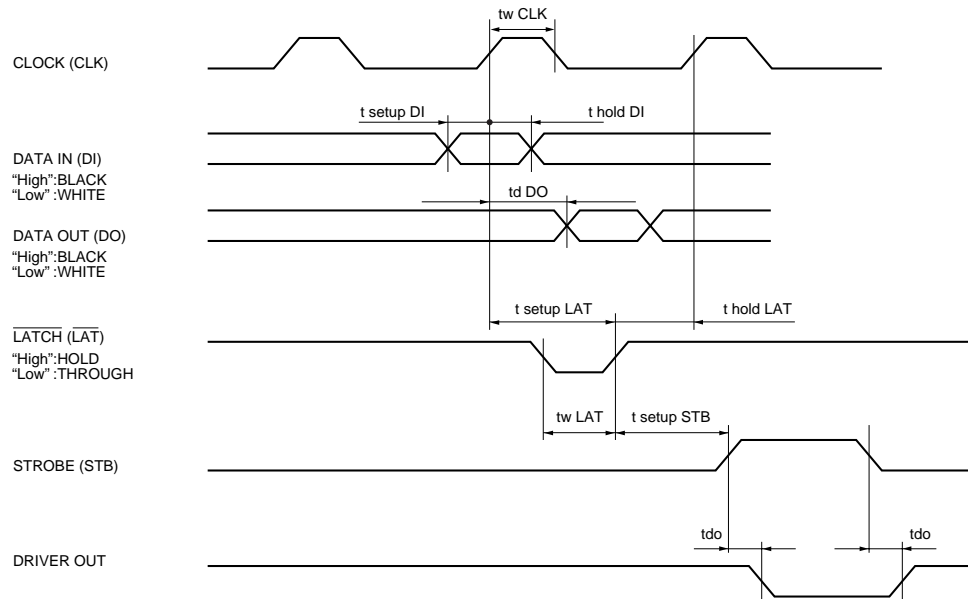 tw CLK
CLOCK (CLK)
t setup DI
t hold DI
DATA IN (DI)
“High”:BLACK
“Low” :WHITE
td DO
DATA OUT (DO)
“High”:BLACK
“Low” :WHITE
t setup LAT
t hold LAT
LATCH (LAT)
“High”:HOLD
“Low” :THROUGH
tw LAT
t setup STB
STROBE (STB)
tdo
tdo
DRIVER OUT